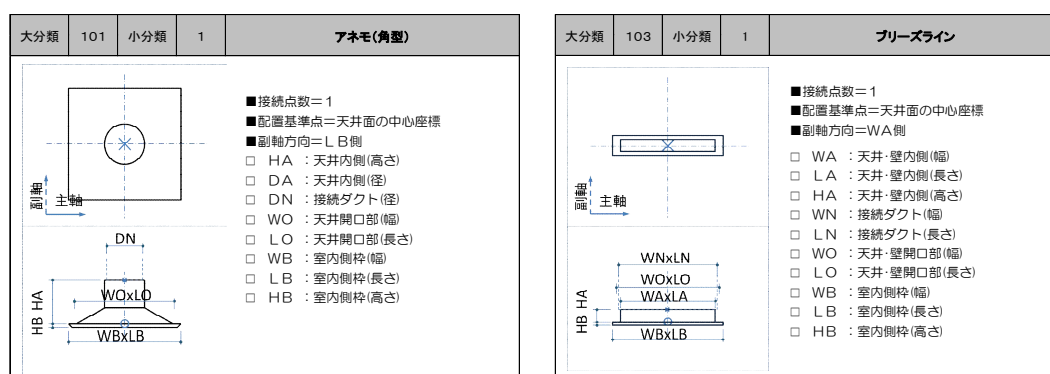 大分類 101 小分類 1 アネモ(角型)
副軸
主軸
DN
WOxLO
HB HA
WBxLB
■接続点数=1
■配置基準点=天井面の中心座標
■副軸方向=LB側
□ HA :天井内側(高さ)
□ DA :天井内側(径)
□ DN :接続ダクト(径)
□ WO :天井開口部(幅)
□ LO :天井開口部(長さ)
□ WB :室内側枠(幅)
□ LB :室内側枠(長さ)
□ HB :室内側枠(高さ)
大分類 103 小分類 1 ブリーズライン
副軸
主軸
WNxLN
WOxLO
WAxLA
HB HA
WBxLB
■接続点数=1
■配置基準点=天井面の中心座標
■副軸方向=WA側
□ WA :天井・壁内側(幅)
□ LA :天井・壁内側(長さ)
□ HA :天井・壁内側(高さ)
□ WN :接続ダクト(幅)
□ LN :接続ダクト(長さ)
□ WO :天井・壁開口部(幅)
□ LO :天井・壁開口部(長さ)
□ WB :室内側枠(幅)
□ LB :室内側枠(長さ)
□ HB :室内側枠(高さ)